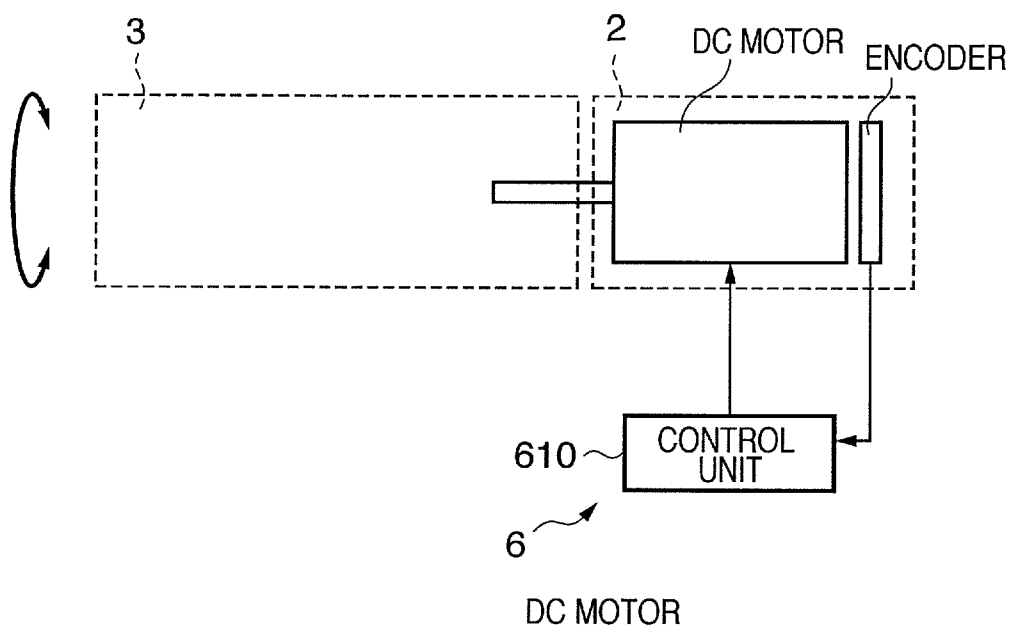 3
2
DC MOTOR
ENCODER
610
CONTROL
UNIT
6
DC MOTOR